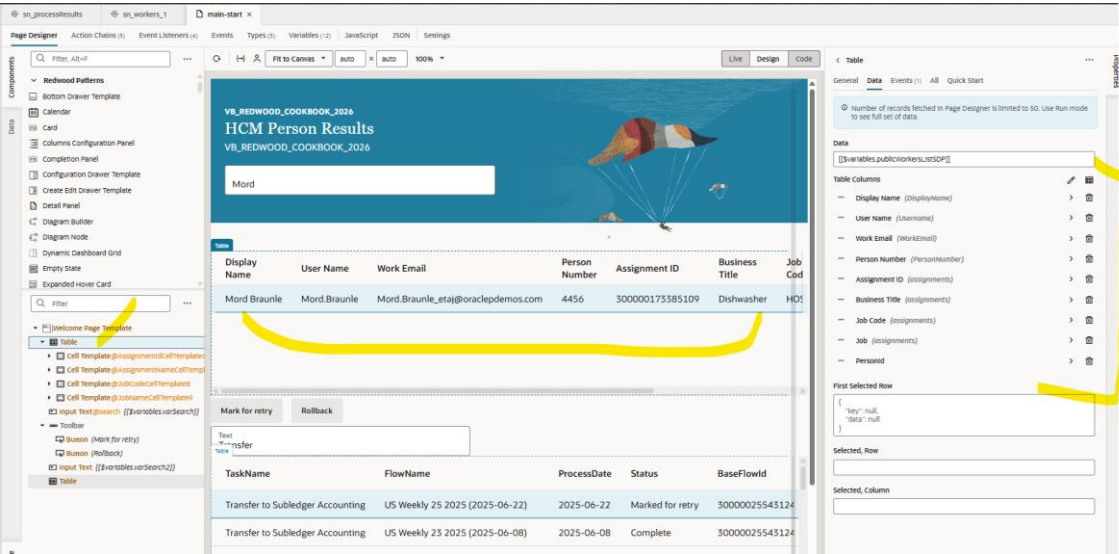 sn_processResults sn_workers_1 main-start ×
Page Designer Action Chains (5) Event Listeners (4) Events Types (3) Variables (12) JavaScript JSON Settings
Components
Data
Filter, Alt+F
Redwood Patterns
Bottom Drawer Template
Calendar
Card
Columns Configuration Panel
Completion Panel
Configuration Drawer Template
Create Edit Drawer Template
Detail Panel
Diagram Builder
Diagram Node
Dynamic Dashboard Grid
Empty State
Expanded Hover Card
Filter
Welcome Page Template
Table
Cell Template@AssignmentIdCellTemplate
Cell Template@AssignmentNameCellTempl
Cell Template@JobCodeCellTemplate8
Cell Template@JobNameCellTemplate9
Input Text@search {{$variables.varSearch}}
Toolbar
Button (Mark for retry)
Button (Rollback)
Input Text {{$variables.varSearch2}}
Table
Fit to Canvas auto × auto 100%
Live Design Code
VB_REDWOOD_COOKBOOK_2026
HCM Person Results
VB_REDWOOD_COOKBOOK_2026
Mord
Table
Display Name User Name Work Email Person Number Assignment ID Business Title Job Cod
Mord Braunle Mord.Braunle Mord.Braunle_etaj@oraclepdemos.com 4456 300000173385109 Dishwasher HOS
Mark for retry Rollback
Text
Transfer
Table
TaskName FlowName ProcessDate Status BaseFlowId
Transfer to Subledger Accounting US Weekly 25 2025 (2025-06-22) 2025-06-22 Marked for retry 30000025543124
Transfer to Subledger Accounting US Weekly 23 2025 (2025-06-08) 2025-06-08 Complete 30000025543124
Table
General Data Events (1) All Quick Start
Number of records fetched in Page Designer is limited to 50. Use Run mode
to see full set of data.
Data
[[$variables.publicWorkersListSDP]]
Table Columns
Display Name (DisplayName)
User Name (Username)
Work Email (WorkEmail)
Person Number (PersonNumber)
Assignment ID (assignments)
Business Title (assignments)
Job Code (assignments)
Job (assignments)
PersonId
First Selected Row
{
"key": null,
"data": null
}
Selected, Row
Selected, Column
Properties